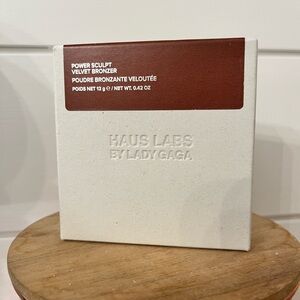 POWER SCULPT
VELVET BRONZER
POUDRE BRONZANTE VELOUTÉE
POIDS NET 12 g ℮ / NET WT. 0.42 OZ
HAUS LABS
BY LADY GAGA